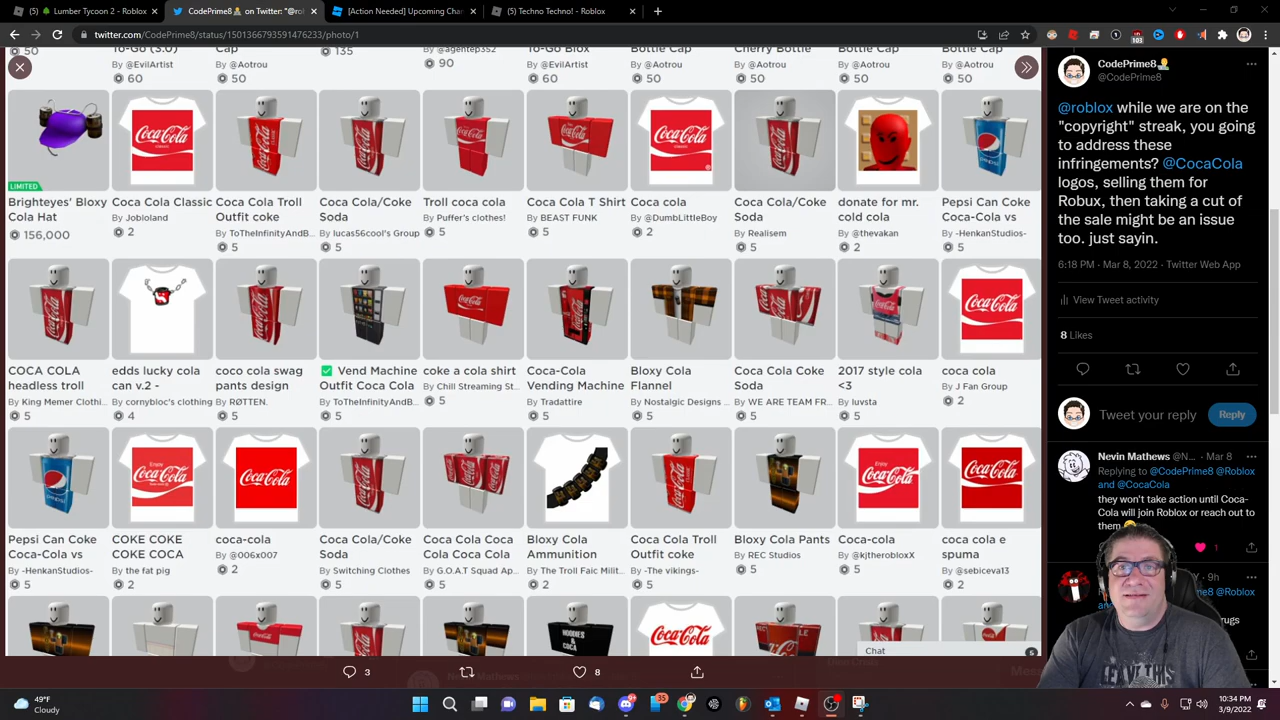 (5) 🌲 Lumber Tycoon 2 - Roblox
CodePrime8 on Twitter: "@rob
[Action Needed] Upcoming Cha
(5) Techno Techno! - Roblox
twitter.com/CodePrime8/status/1501366793591476233/photo/1
50
To-Go (3.0)
By @EvilArtist
60
Cap
By @Aotrou
50
135
By @agentep352
90
To-Go Blox
By @EvilArtist
60
Bottle Cap
By @Aotrou
50
Cherry Bottle
By @Aotrou
50
Bottle Cap
By @Aotrou
50
Bottle Cap
By @Aotrou
50
LIMITED
Brighteyes' Bloxy
Cola Hat
156,000
Coca Cola Classic
By Jobloland
2
Coca Cola Troll
Outfit coke
By ToTheInfinityAndB...
5
Coca Cola/Coke
Soda
By lucas56cool's Group
5
Troll coca cola
By Puffer's clothes!
5
Coca Cola T Shirt
By BEAST FUNK
5
Coca cola
By @DumbLittleBoy
2
Coca Cola/Coke
Soda
By Realisem
5
donate for mr.
cold cola
By @thevakan
2
Pepsi Can Coke
Coca-Cola vs
By -HenkanStudios-
5
COCA COLA
headless troll
By King Memer Clothi...
5
edds lucky cola
can v.2 -
By cornybloc's clothing
4
coco cola swag
pants design
By RØTTEN.
5
✅ Vend Machine
Outfit Coca Cola
By ToTheInfinityAndB...
5
coke a cola shirt
By Chill Streaming St...
5
Coca-Cola
Vending Machine
By Tradattire
5
Bloxy Cola
Flannel
By Nostalgic Designs ...
5
Coca Cola Coke
Soda
By WE ARE TEAM FR...
5
2017 style cola
<3
By luvsta
5
coca cola
By J Fan Group
2
Pepsi Can Coke
Coca-Cola vs
By -HenkanStudios-
5
COKE COKE
COKE COCA
By the fat pig
2
coca-cola
By @006x007
2
Coca Cola/Coke
Soda
By Switching Clothes
5
Coca Cola Coca
Cola Coca Cola
By G.O.A.T Squad Ap...
5
Bloxy Cola
Ammunition
By The Troll Faic Milit...
2
Coca Cola Troll
Outfit coke
By -The vikings-
5
Bloxy Cola Pants
By REC Studios
5
Coca-cola
By @kjtherobloxX
5
coca cola e
spuma
By @sebiceva13
2
HOODIES
&
COCA
Coca-Cola
Chat
5
3
8
CodePrime8
@CodePrime8
@roblox while we are on the
"copyright" streak, you going
to address these
infringements? @CocaCola
logos, selling them for
Robux, then taking a cut of
the sale might be an issue
too. just sayin.
6:18 PM · Mar 8, 2022 · Twitter Web App
View Tweet activity
8 Likes
Tweet your reply
Reply
Nevin Mathews @N... · Mar 8
Replying to @CodePrime8 @Roblox
and @CocaCola
they won't take action until Coca-
Cola will join Roblox or reach out to
them
1
9h
me8 @Roblox
rugs
49°F
Cloudy
35
10:34 PM
3/9/2022